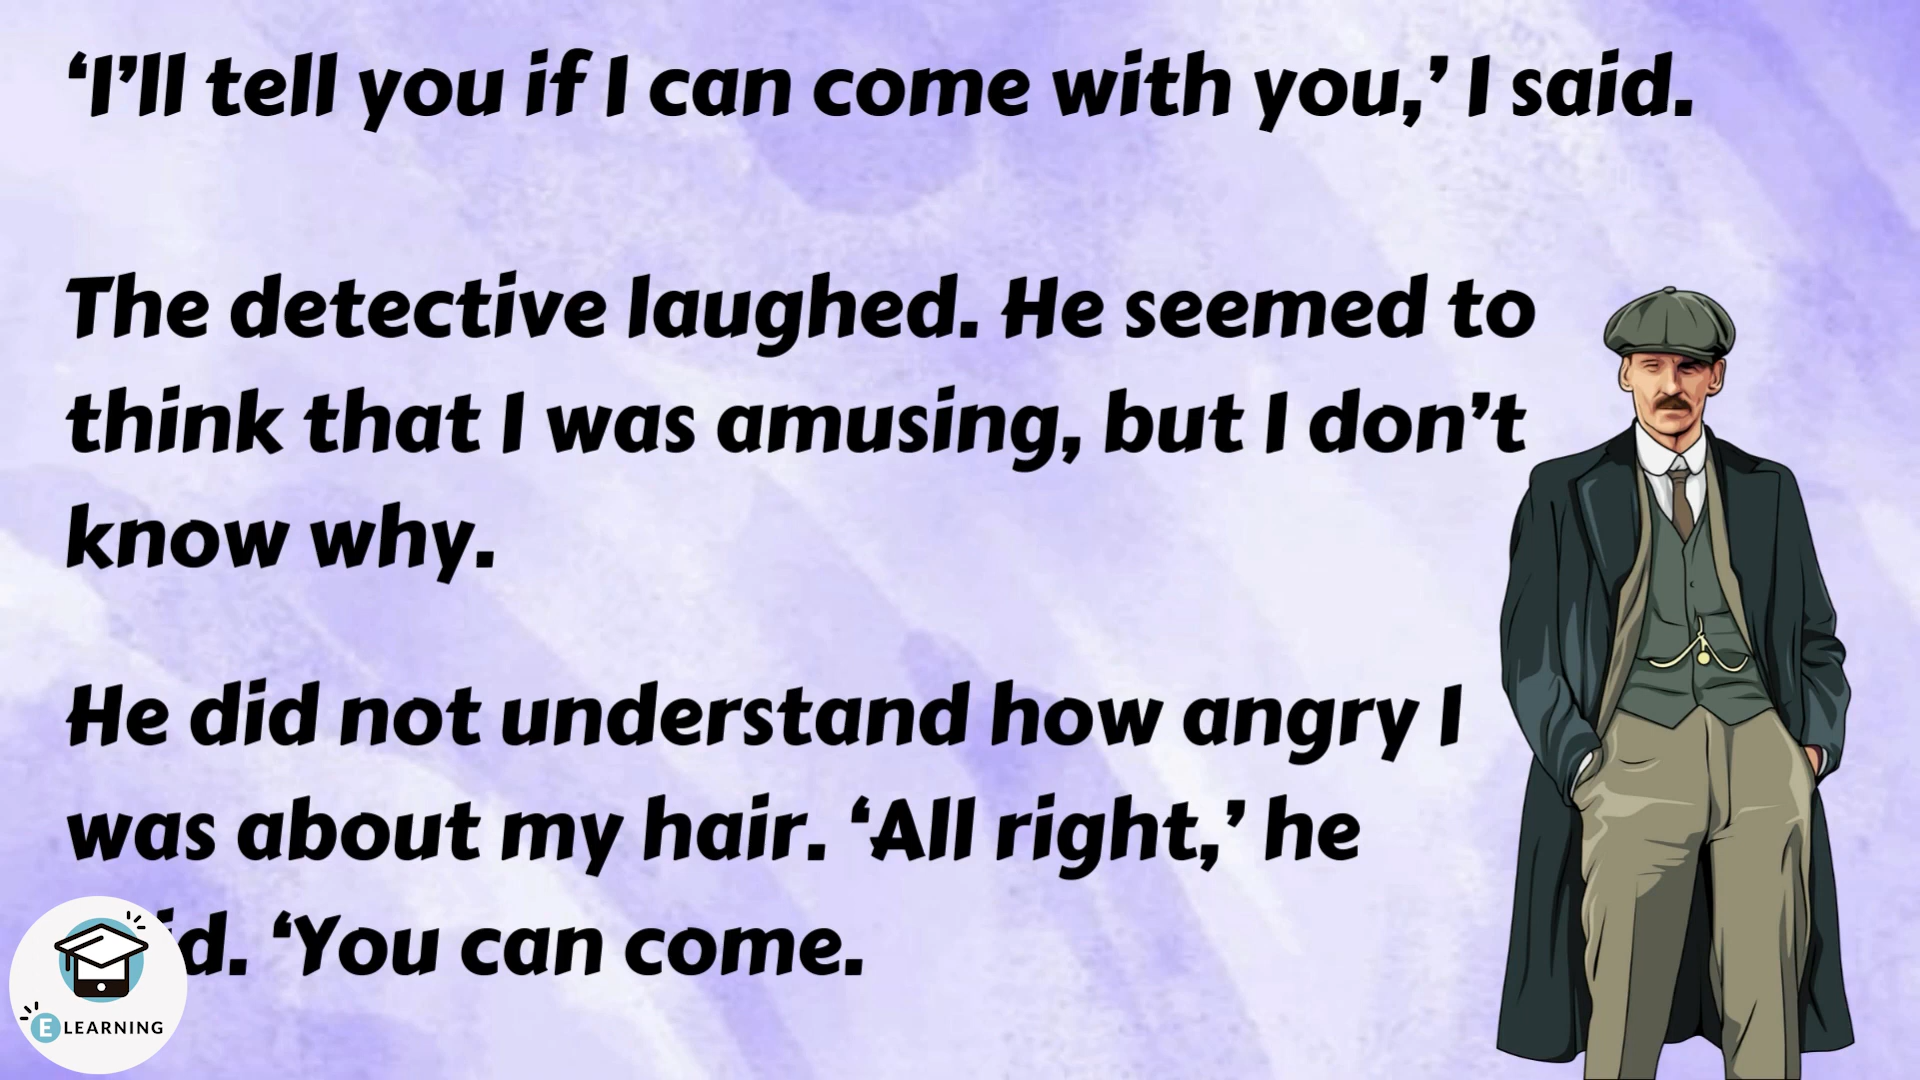 ‘I’ll tell you if I can come with you,’ I said.
The detective laughed. He seemed to
think that I was amusing, but I don’t
know why.
He did not understand how angry I
was about my hair. ‘All right,’ he
‘You can come.
E LEARNING